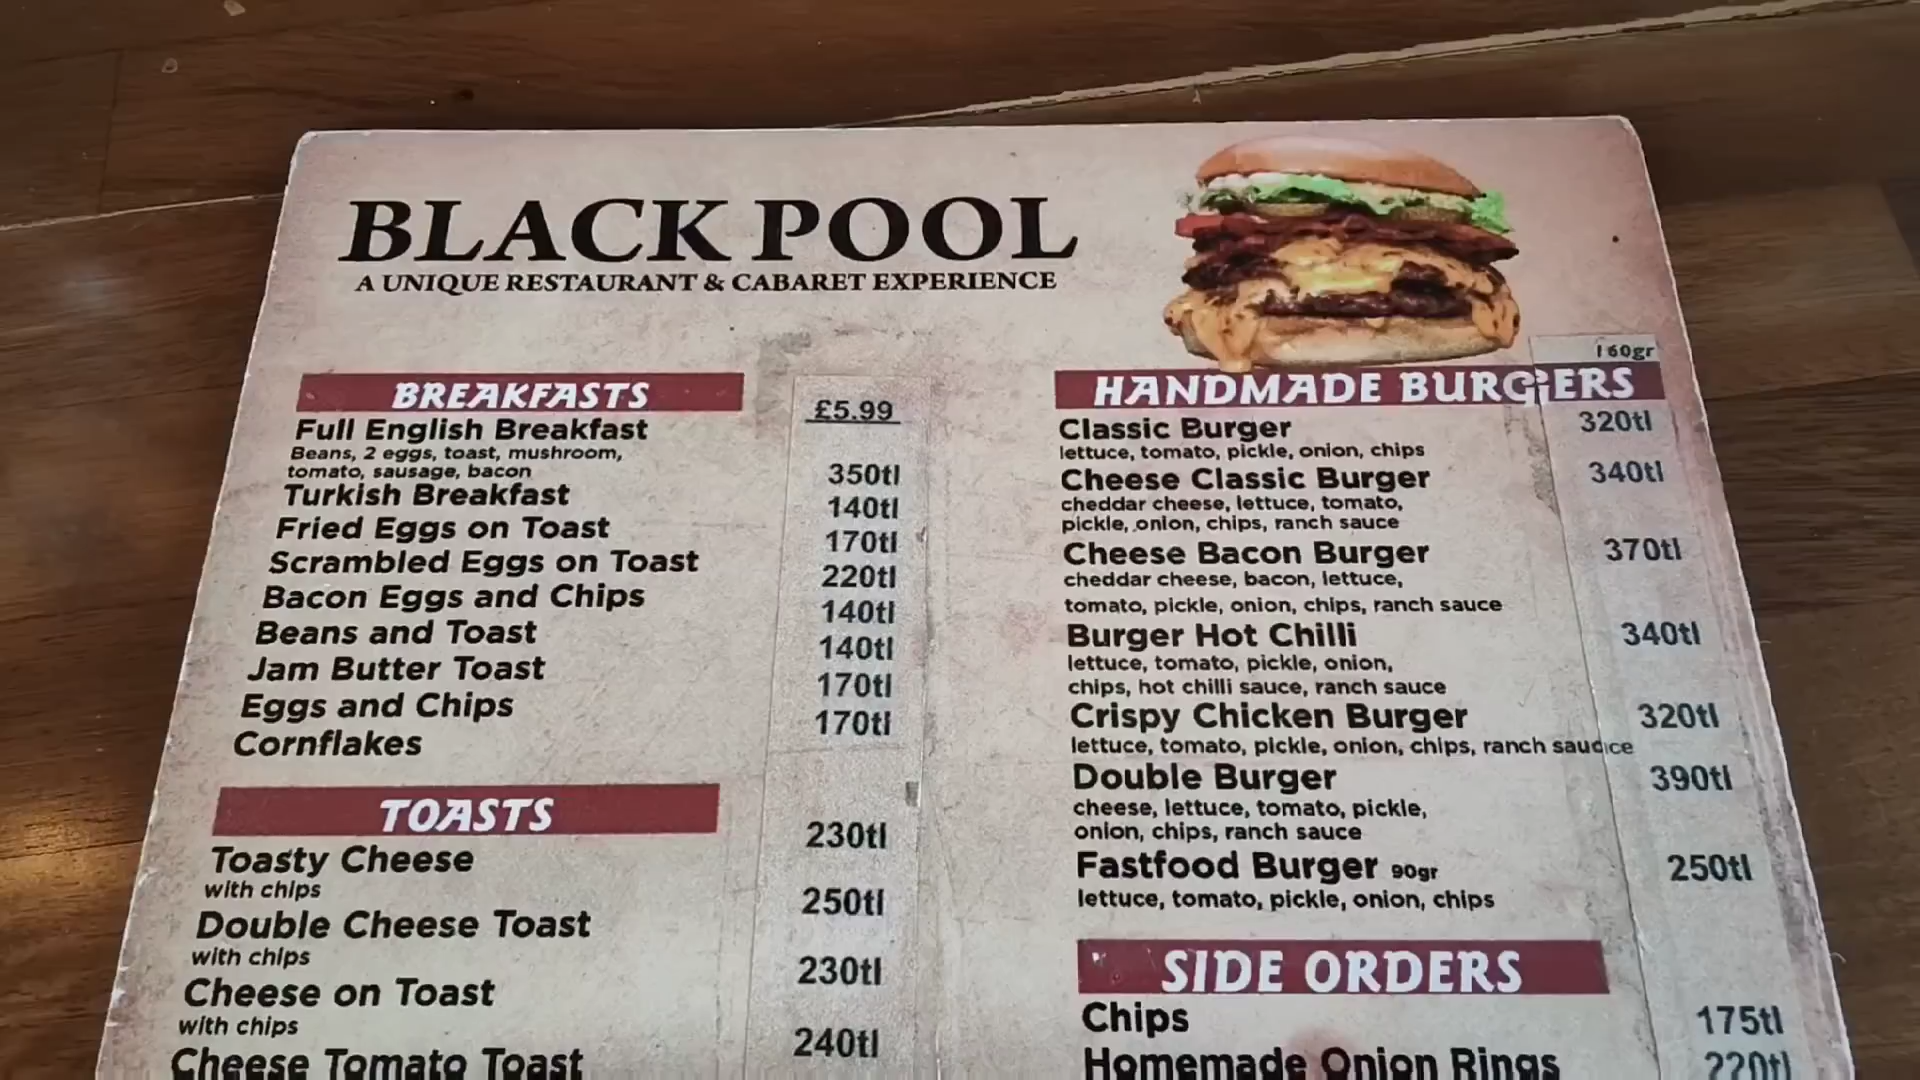 BLACK POOL
A UNIQUE RESTAURANT & CABARET EXPERIENCE
BREAKFASTS
Full English Breakfast £5.99
Beans, 2 eggs, toast, mushroom,
tomato, sausage, bacon
Turkish Breakfast 350tl
Fried Eggs on Toast 140tl
Scrambled Eggs on Toast 170tl
Bacon Eggs and Chips 220tl
Beans and Toast 140tl
Jam Butter Toast 140tl
Eggs and Chips 170tl
Cornflakes 170tl
TOASTS
Toasty Cheese 230tl
with chips
Double Cheese Toast 250tl
with chips
Cheese on Toast 230tl
with chips
Cheese Tomato Toast 240tl
160gr
HANDMADE BURGERS
Classic Burger 320tl
lettuce, tomato, pickle, onion, chips
Cheese Classic Burger 340tl
cheddar cheese, lettuce, tomato,
pickle, onion, chips, ranch sauce
Cheese Bacon Burger 370tl
cheddar cheese, bacon, lettuce,
tomato, pickle, onion, chips, ranch sauce
Burger Hot Chilli 340tl
lettuce, tomato, pickle, onion,
chips, hot chilli sauce, ranch sauce
Crispy Chicken Burger 320tl
lettuce, tomato, pickle, onion, chips, ranch sauce
Double Burger 390tl
cheese, lettuce, tomato, pickle,
onion, chips, ranch sauce
Fastfood Burger 90gr 250tl
lettuce, tomato, pickle, onion, chips
SIDE ORDERS
Chips 175tl
Homemade Onion Rings 220tl